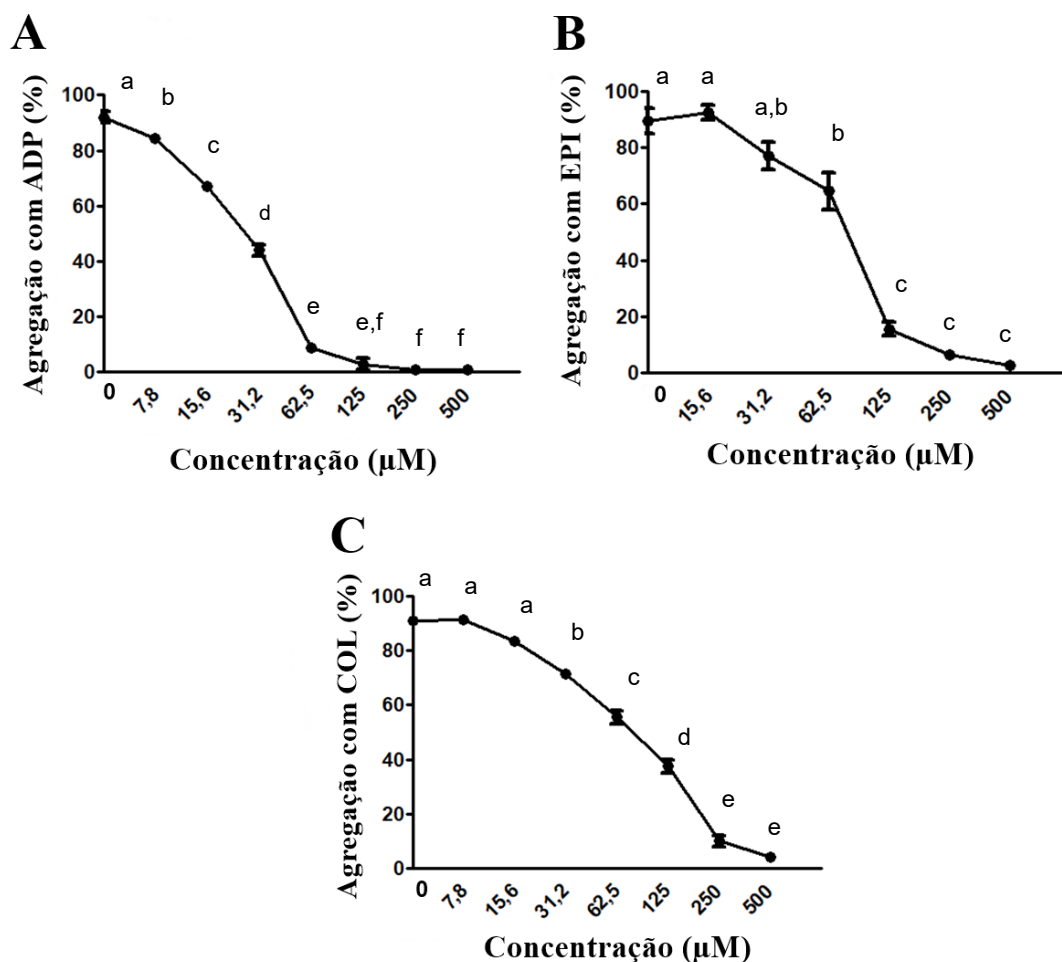 A
Agregação com ADP (%)
a
b
c
d
e
e,f
f
f
100
80
60
40
20
0
0
7,8
15,6
31,2
62,5
125
250
500
Concentração (µM)
B
Agregação com EPI (%)
a
a
a,b
b
c
c
c
100
80
60
40
20
0
0
15,6
31,2
62,5
125
250
500
Concentração (µM)
C
Agregação com COL (%)
a
a
a
b
c
d
e
e
100
80
60
40
20
0
0
7,8
15,6
31,2
62,5
125
250
500
Concentração (µM)